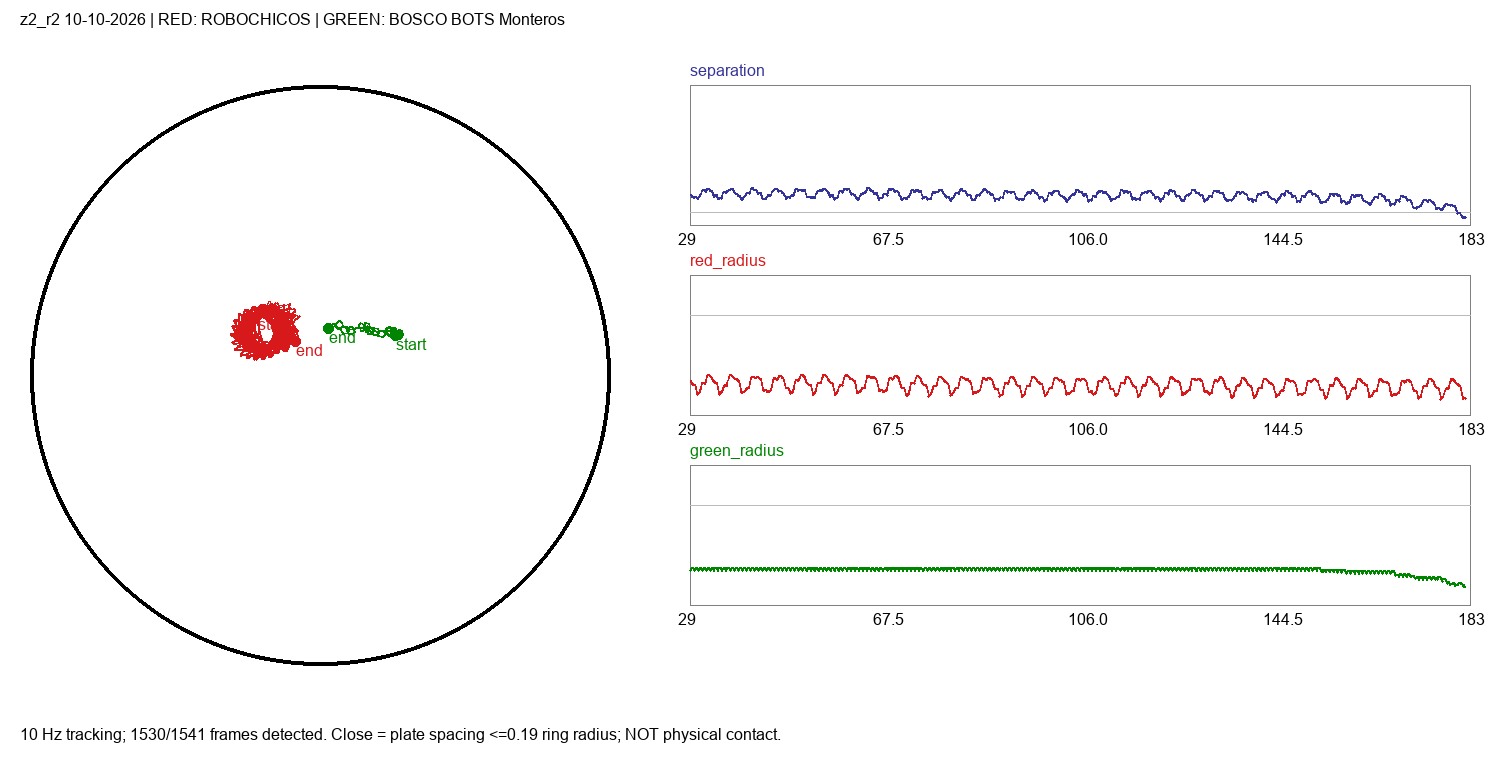 z2_r2 10-10-2026 | RED: ROBOCHICOS | GREEN: BOSCO BOTS Monteros
separation
29 67.5 106.0 144.5 183
red_radius
29 67.5 106.0 144.5 183
green_radius
29 67.5 106.0 144.5 183
end
end
start
10 Hz tracking; 1530/1541 frames detected. Close = plate spacing <=0.19 ring radius; NOT physical contact.